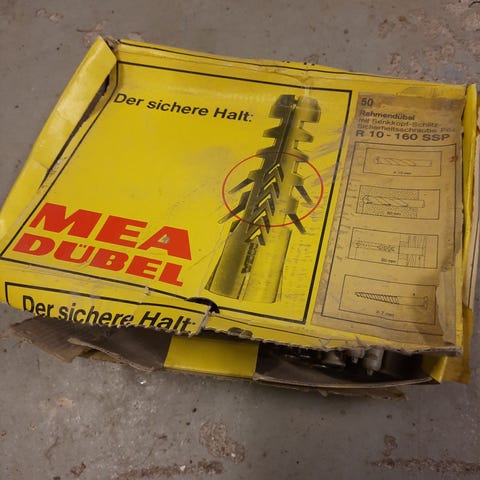 Der sichere Halt:
MEA
DÜBEL
50
Rahmendübel
mit Senkkopf-Schlitz-
Sicherheitsschraube
R 10 - 160 SSP
Der sichere Halt: